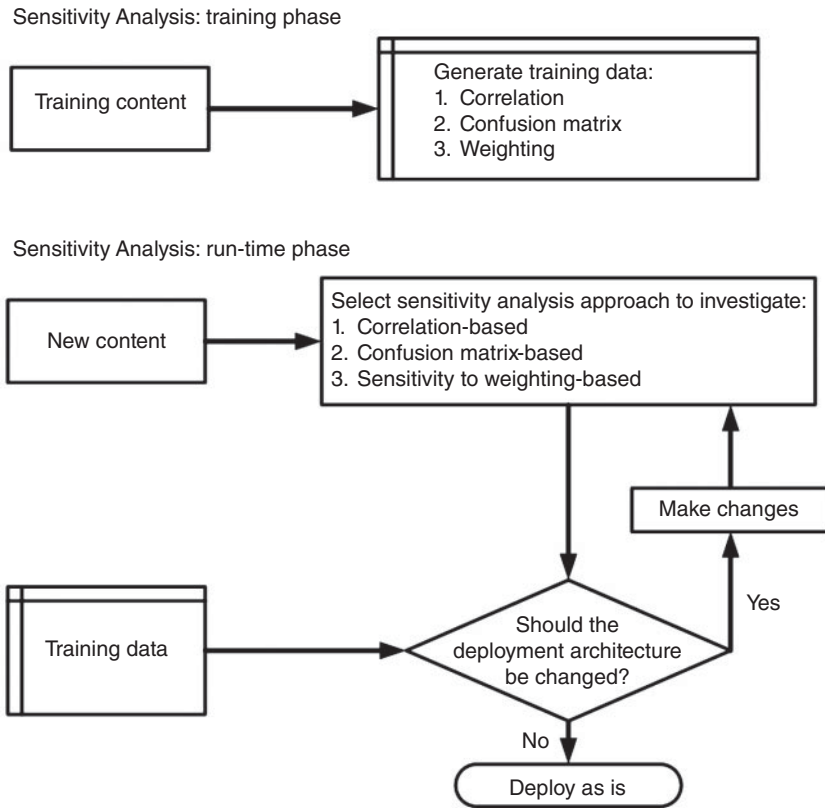 Sensitivity Analysis: training phase
Training content
Generate training data:
1. Correlation
2. Confusion matrix
3. Weighting
Sensitivity Analysis: run-time phase
New content
Select sensitivity analysis approach to investigate:
1. Correlation-based
2. Confusion matrix-based
3. Sensitivity to weighting-based
Make changes
Yes
Training data
Should the
deployment architecture
be changed?
No
Deploy as is